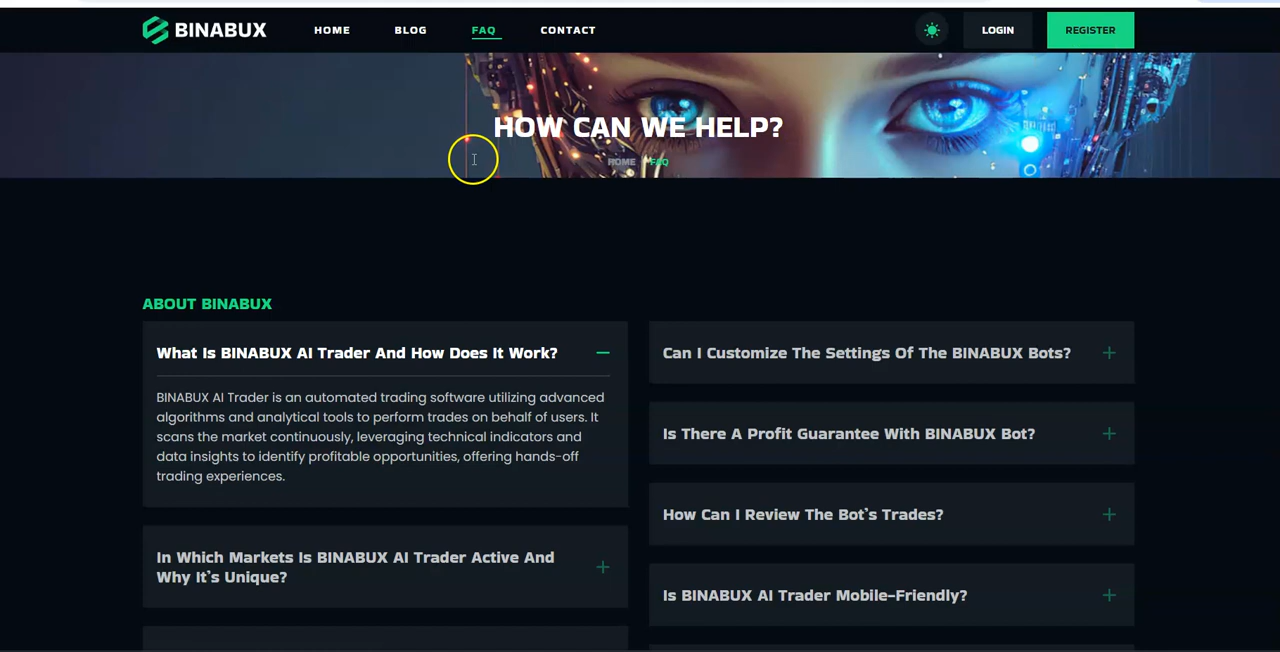 BINABUX
HOME
BLOG
FAQ
CONTACT
LOGIN
REGISTER
HOW CAN WE HELP?
HOME / FAQ
ABOUT BINABUX
What Is BINABUX AI Trader And How Does It Work?
BINABUX AI Trader is an automated trading software utilizing advanced
algorithms and analytical tools to perform trades on behalf of users. It
scans the market continuously, leveraging technical indicators and
data insights to identify profitable opportunities, offering hands-off
trading experiences.
In Which Markets Is BINABUX AI Trader Active And
Why It's Unique?
Can I Customize The Settings Of The BINABUX Bots?
Is There A Profit Guarantee With BINABUX Bot?
How Can I Review The Bot's Trades?
Is BINABUX AI Trader Mobile-Friendly?